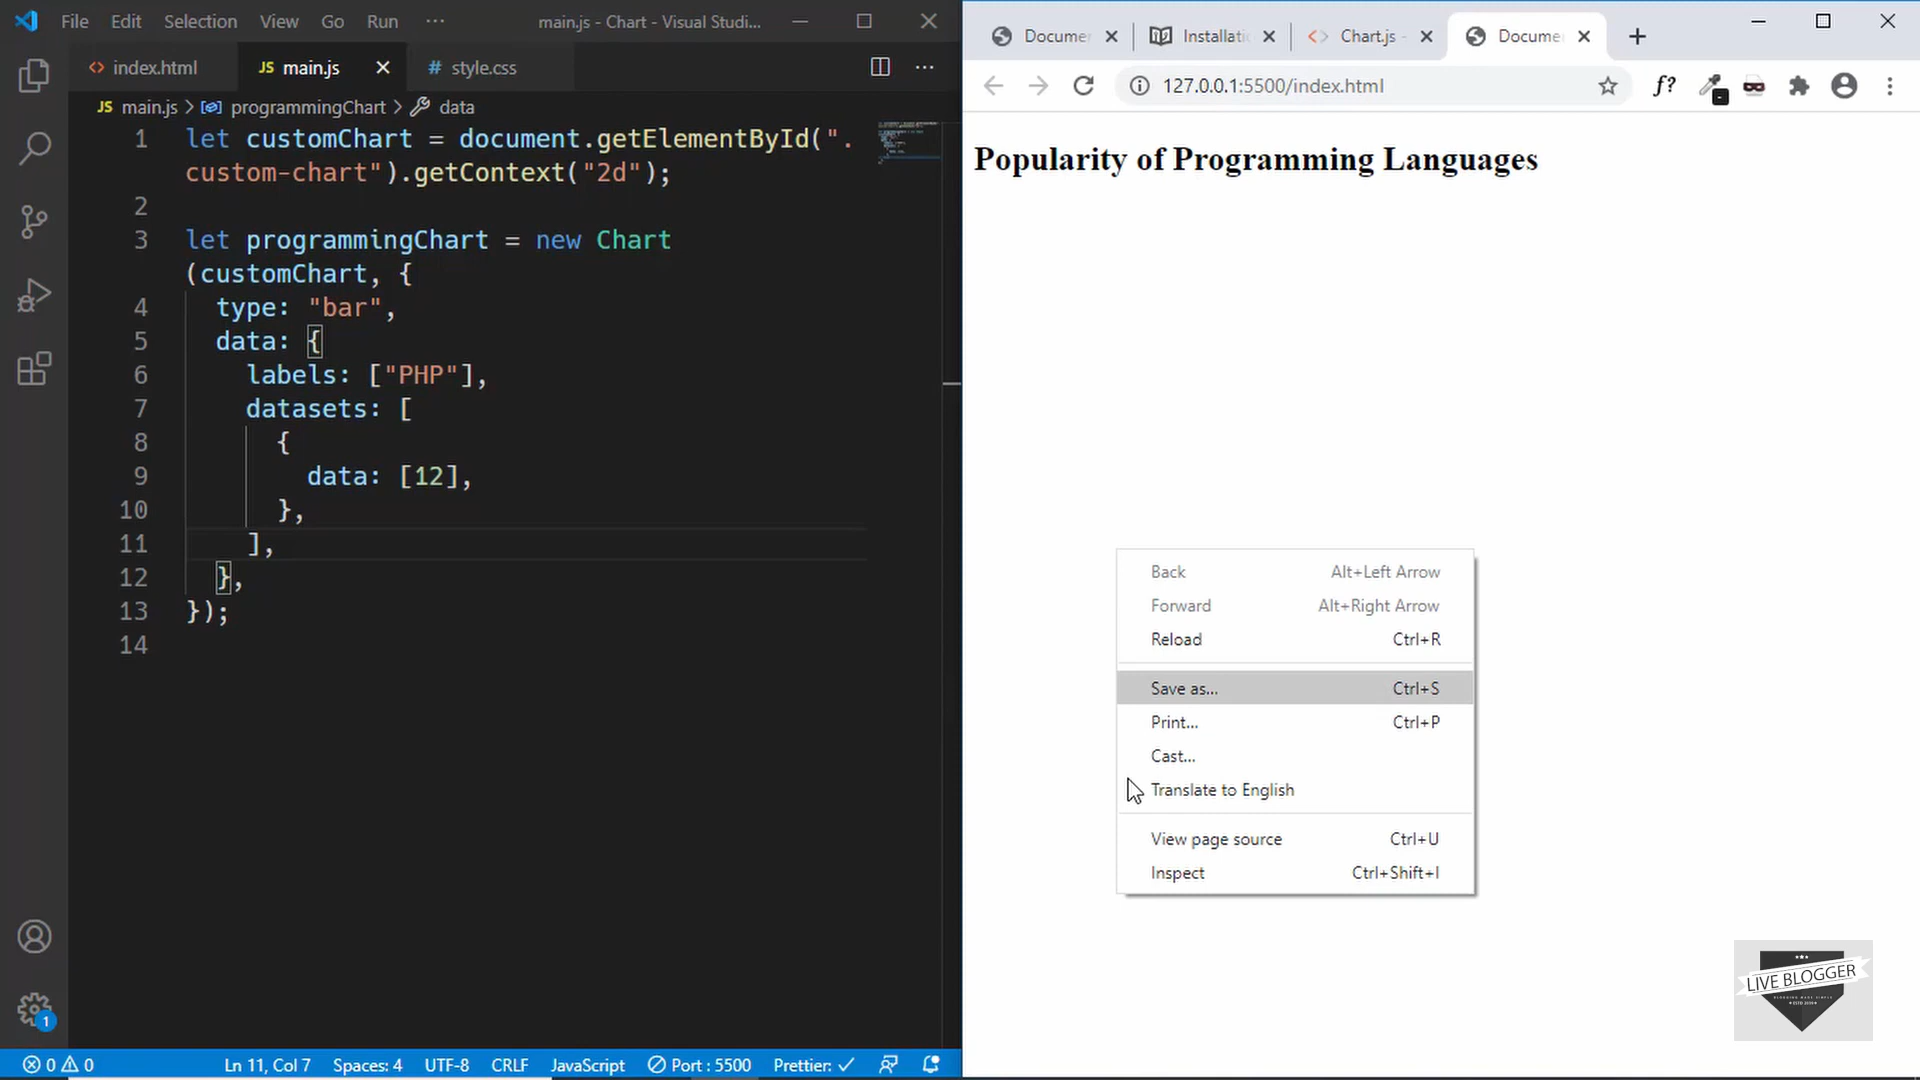 File Edit Selection View Go Run ··· main.js - Chart - Visual Studi...
index.html main.js style.css ···
main.js > programmingChart > data
1 let customChart = document.getElementById(".
custom-chart").getContext("2d");
2
3 let programmingChart = new Chart
(customChart, {
4 type: "bar",
5 data: {
6 labels: ["PHP"],
7 datasets: [
8 {
9 data: [12],
10 },
11 ],
12 },
13 });
14
1
0 0 Ln 11, Col 7 Spaces: 4 UTF-8 CRLF JavaScript Port : 5500 Prettier: ✓
Docume Installati Chart.js - Docume
127.0.0.1:5500/index.html f?
Popularity of Programming Languages
Back Alt+Left Arrow
Forward Alt+Right Arrow
Reload Ctrl+R
Save as... Ctrl+S
Print... Ctrl+P
Cast...
Translate to English
View page source Ctrl+U
Inspect Ctrl+Shift+I
LIVE BLOGGER